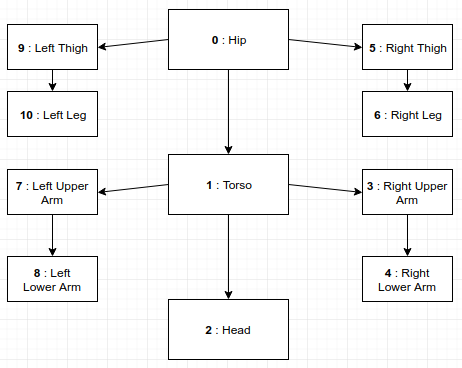 0 : Hip
9 : Left Thigh
5 : Right Thigh
10 : Left Leg
6 : Right Leg
7 : Left Upper
Arm
1 : Torso
3 : Right Upper
Arm
8 : Left
Lower Arm
4 : Right
Lower Arm
2 : Head